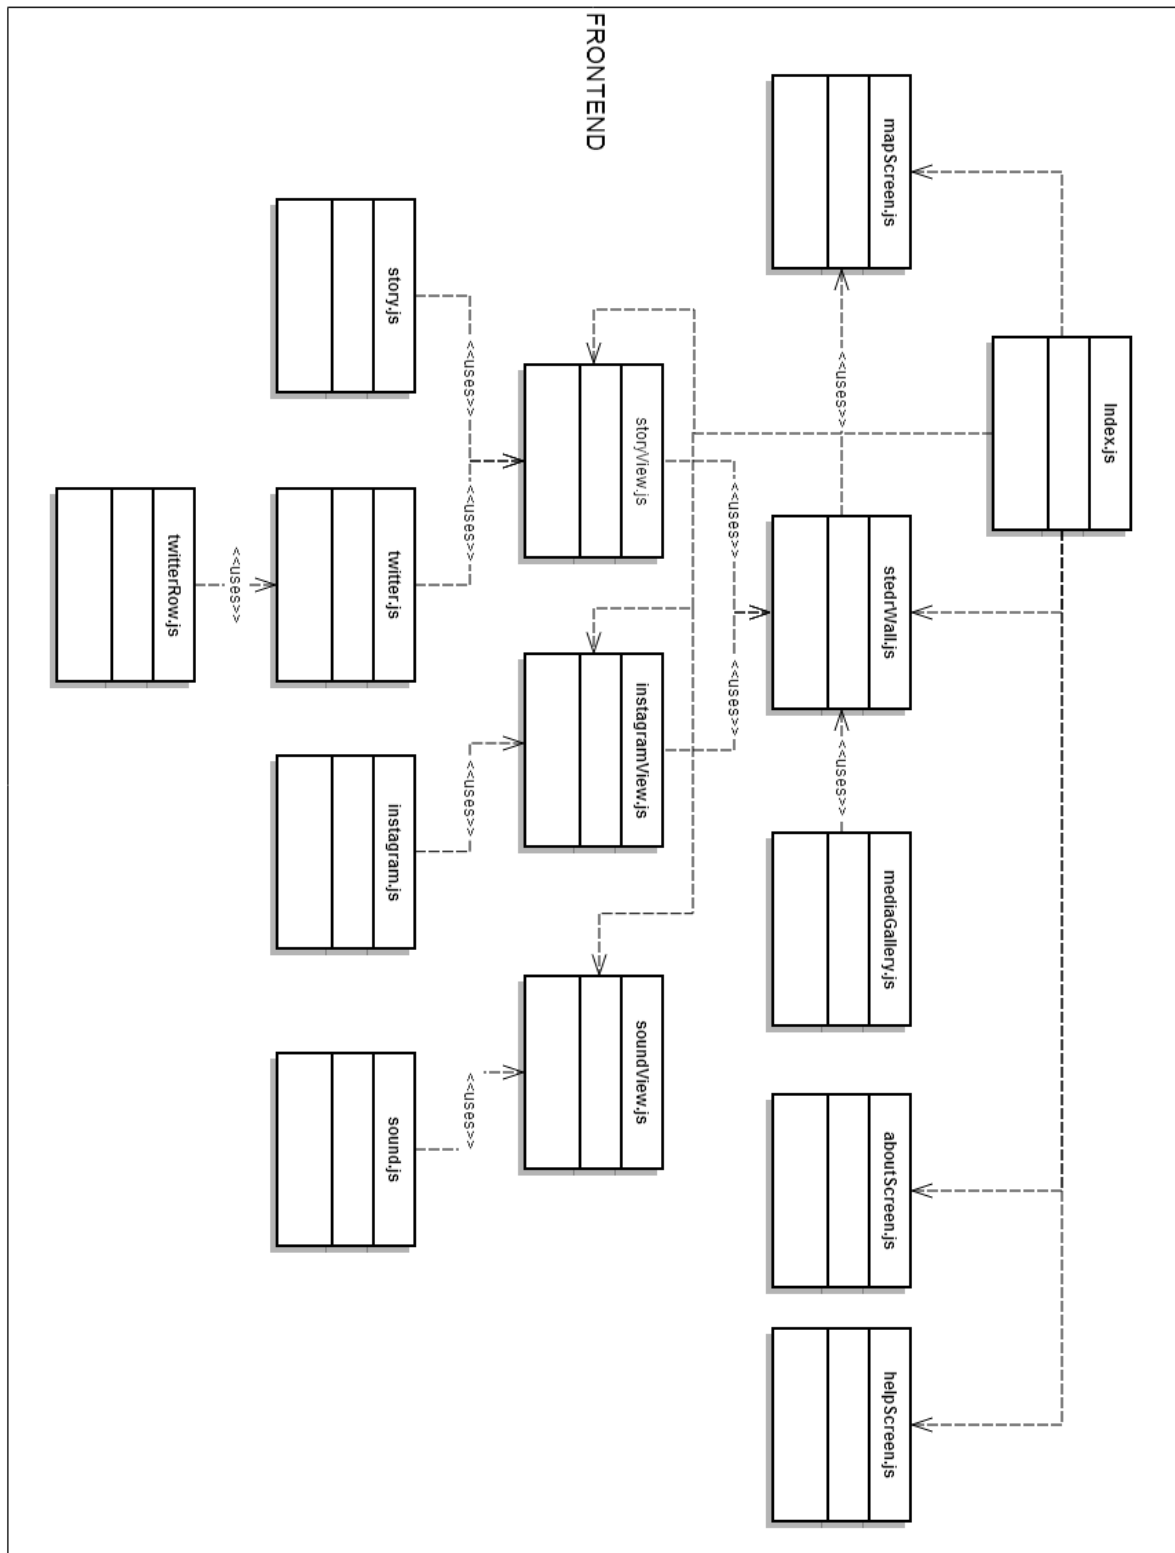 FRONTEND
Index.js
mapScreen.js
<<uses>>
stedrWall.js
<<uses>>
mediaGallery.js
aboutScreen.js
helpScreen.js
<<uses>>
<<uses>>
storyView.js
instagramView.js
soundView.js
<<uses>>
<<uses>>
<<uses>>
<<uses>>
story.js
twitter.js
instagram.js
sound.js
<<uses>>
twitterRow.js